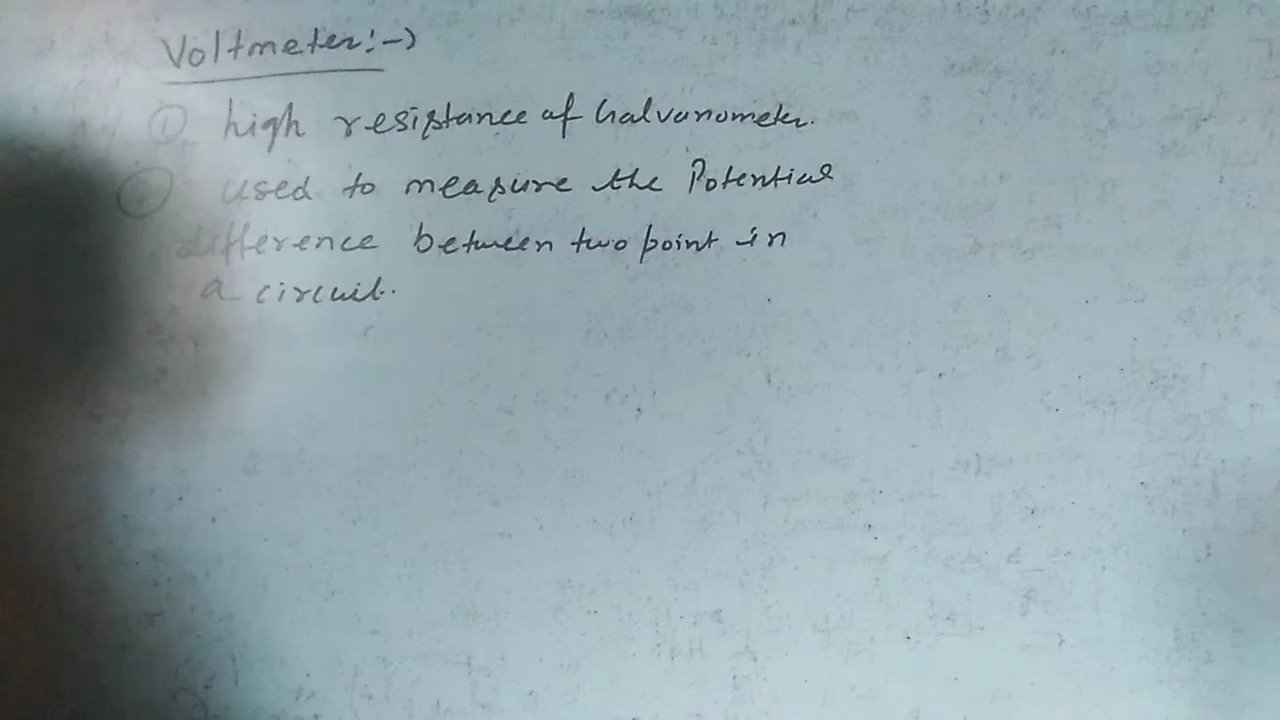 Voltmeter:→
① high resistance of Galvanometer.
② used to measure the Potential
difference between two point in
a circuit.